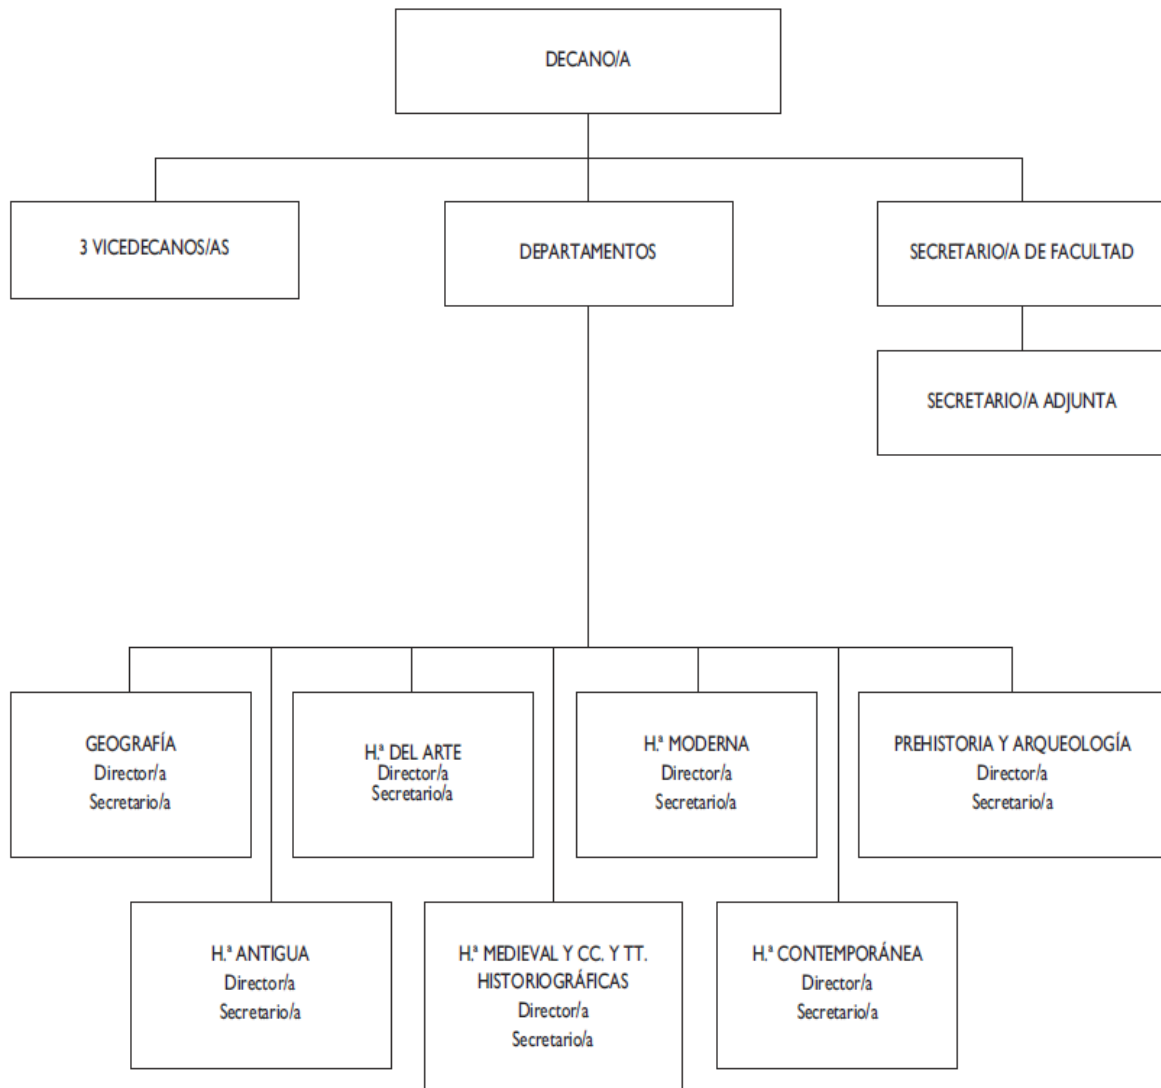 DECANO/A
3 VICEDECANOS/AS
DEPARTAMENTOS
SECRETARIO/A DE FACULTAD
SECRETARIO/A ADJUNTA
GEOGRAFÍA
Director/a
Secretario/a
H.ª DEL ARTE
Director/a
Secretario/a
H.ª MODERNA
Director/a
Secretario/a
PREHISTORIA Y ARQUEOLOGÍA
Director/a
Secretario/a
H.ª ANTIGUA
Director/a
Secretario/a
H.ª MEDIEVAL Y CC. Y TT.
HISTORIOGRÁFICAS
Director/a
Secretario/a
H.ª CONTEMPORÁNEA
Director/a
Secretario/a